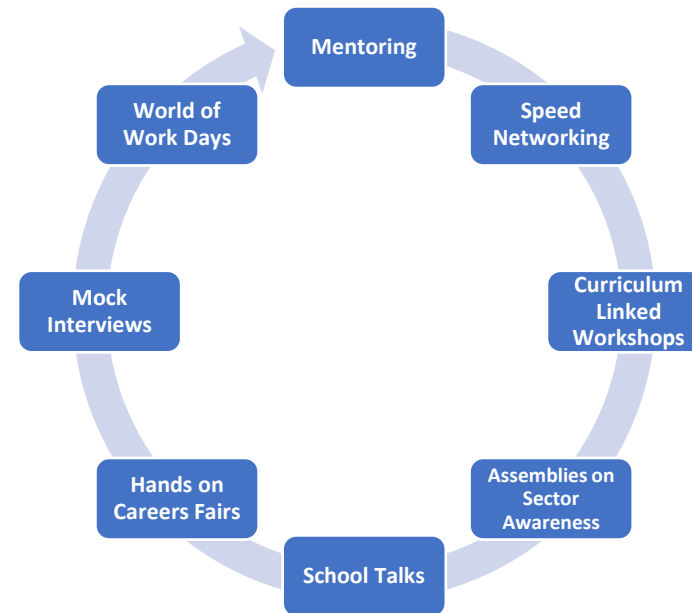 Mentoring
Speed
Networking
Curriculum
Linked
Workshops
Assemblies on
Sector
Awareness
School Talks
Hands on
Careers Fairs
Mock
Interviews
World of
Work Days